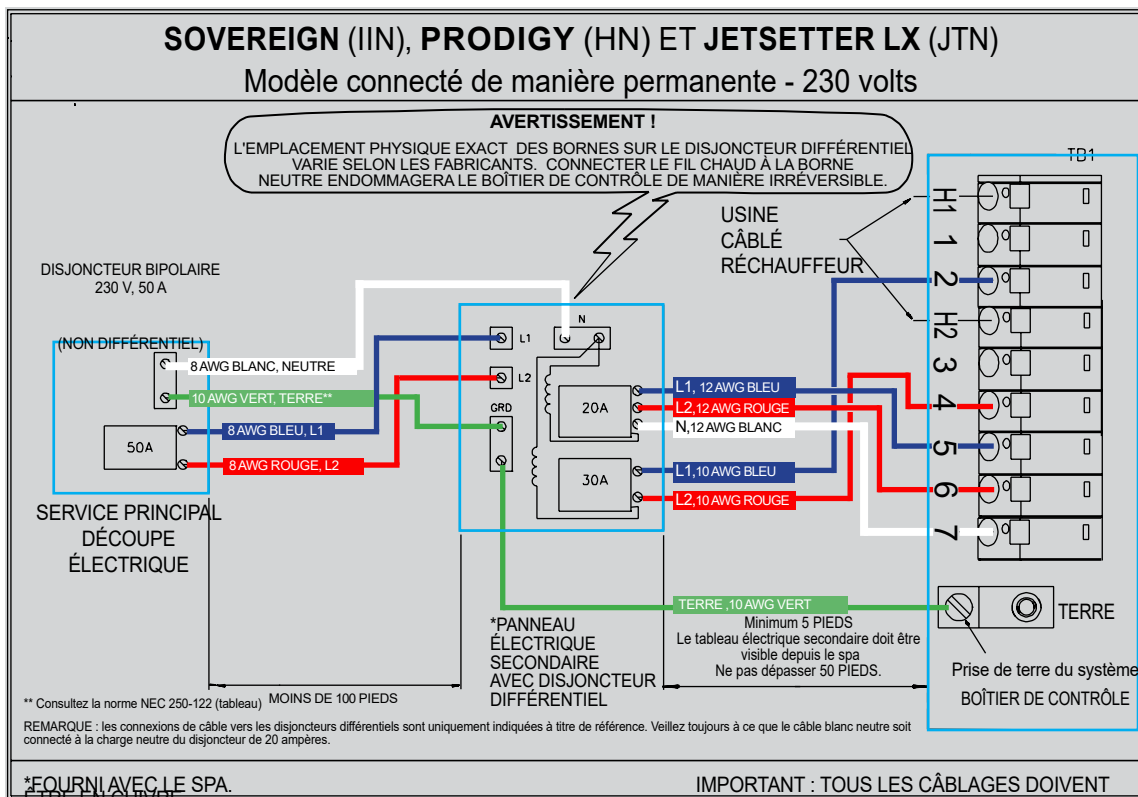 SOVEREIGN (IIN), PRODIGY (HN) ET JETSETTER LX (JTN)
Modèle connecté de manière permanente - 230 volts
AVERTISSEMENT !
L'EMPLACEMENT PHYSIQUE EXACT DES BORNES SUR LE DISJONCTEUR DIFFÉRENTIEL
VARIE SELON LES FABRICANTS. CONNECTER LE FIL CHAUD À LA BORNE
NEUTRE ENDOMMAGERA LE BOÎTIER DE CONTRÔLE DE MANIÈRE IRRÉVERSIBLE.
TB1
USINE
CÂBLÉ
RÉCHAUFFEUR
H1
1
2
H2
3
4
5
6
7
DISJONCTEUR BIPOLAIRE
230 V, 50 A
(NON DIFFÉRENTIEL)
8 AWG BLANC, NEUTRE
10 AWG VERT, TERRE**
8 AWG BLEU, L1
8 AWG ROUGE, L2
50A
SERVICE PRINCIPAL
DÉCOUPE
ÉLECTRIQUE
L1
N
L2
GRD
20A
30A
L1, 12 AWG BLEU
L2,12 AWG ROUGE
N,12 AWG BLANC
L1,10 AWG BLEU
L2,10 AWG ROUGE
TERRE ,10 AWG VERT
TERRE
Minimum 5 PIEDS
Le tableau électrique secondaire doit être
visible depuis le spa
Ne pas dépasser 50 PIEDS.
*PANNEAU
ÉLECTRIQUE
SECONDAIRE
AVEC DISJONCTEUR
DIFFÉRENTIEL
Prise de terre du système
BOÎTIER DE CONTRÔLE
MOINS DE 100 PIEDS
** Consultez la norme NEC 250-122 (tableau)
REMARQUE : les connexions de câble vers les disjoncteurs différentiels sont uniquement indiquées à titre de référence. Veillez toujours à ce que le câble blanc neutre soit
connecté à la charge neutre du disjoncteur de 20 ampères.
*FOURNI AVEC LE SPA.
IMPORTANT : TOUS LES CÂBLAGES DOIVENT
ÊTRE EN CUIVRE